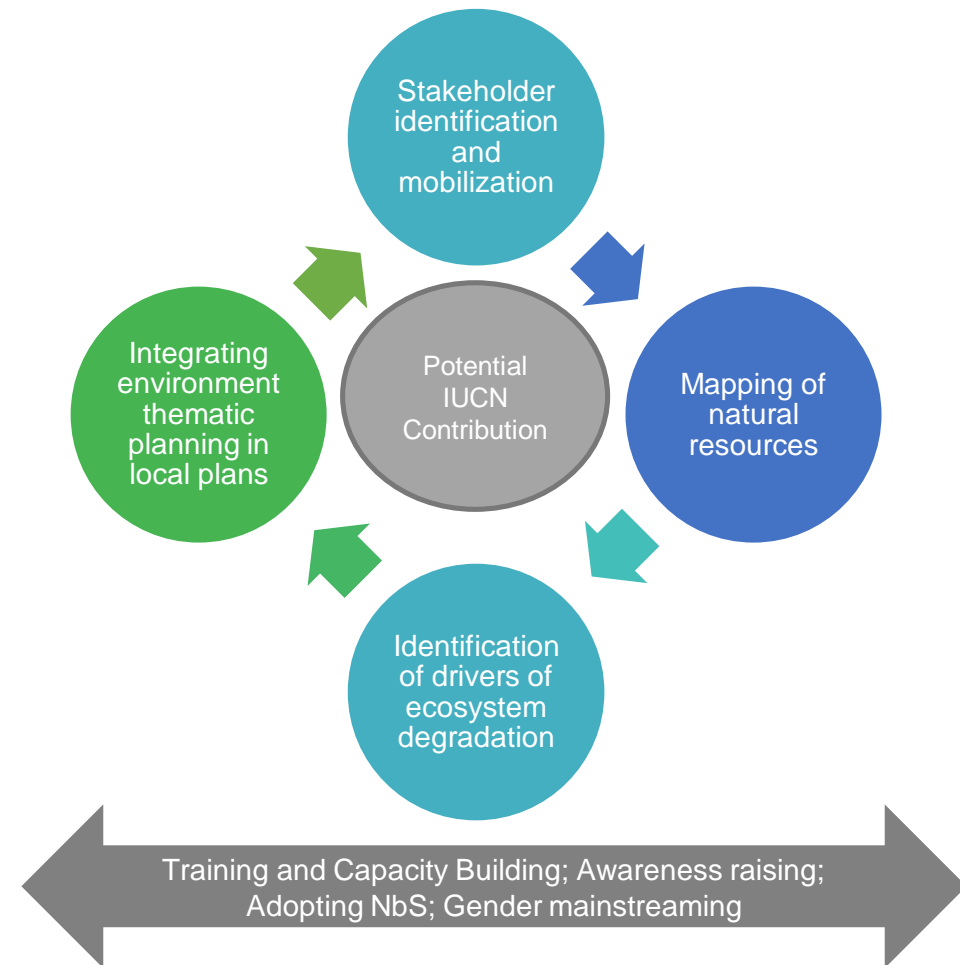 Stakeholder
identification
and
mobilization
Integrating
environment
thematic
planning in
local plans
Potential
IUCN
Contribution
Mapping of
natural
resources
Identification
of drivers of
ecosystem
degradation
Training and Capacity Building; Awareness raising;
Adopting NbS; Gender mainstreaming